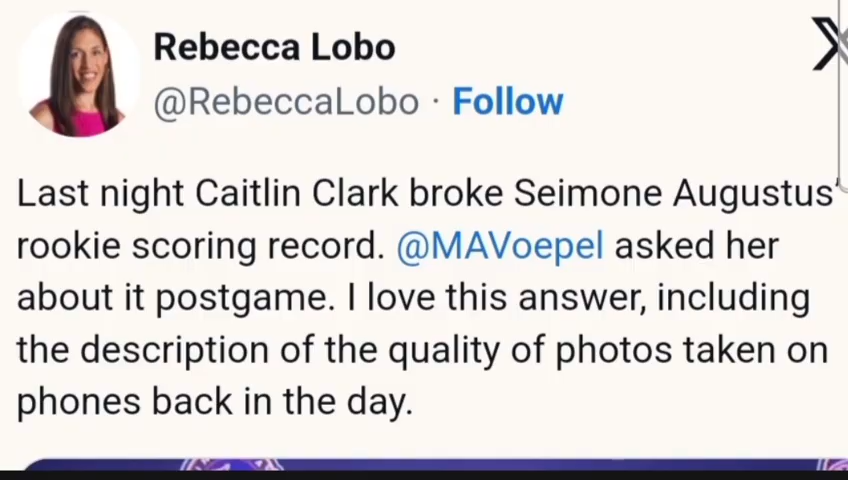 Rebecca Lobo
@RebeccaLobo · Follow
Last night Caitlin Clark broke Seimone Augustus'
rookie scoring record. @MAVoepel asked her
about it postgame. I love this answer, including
the description of the quality of photos taken on
phones back in the day.